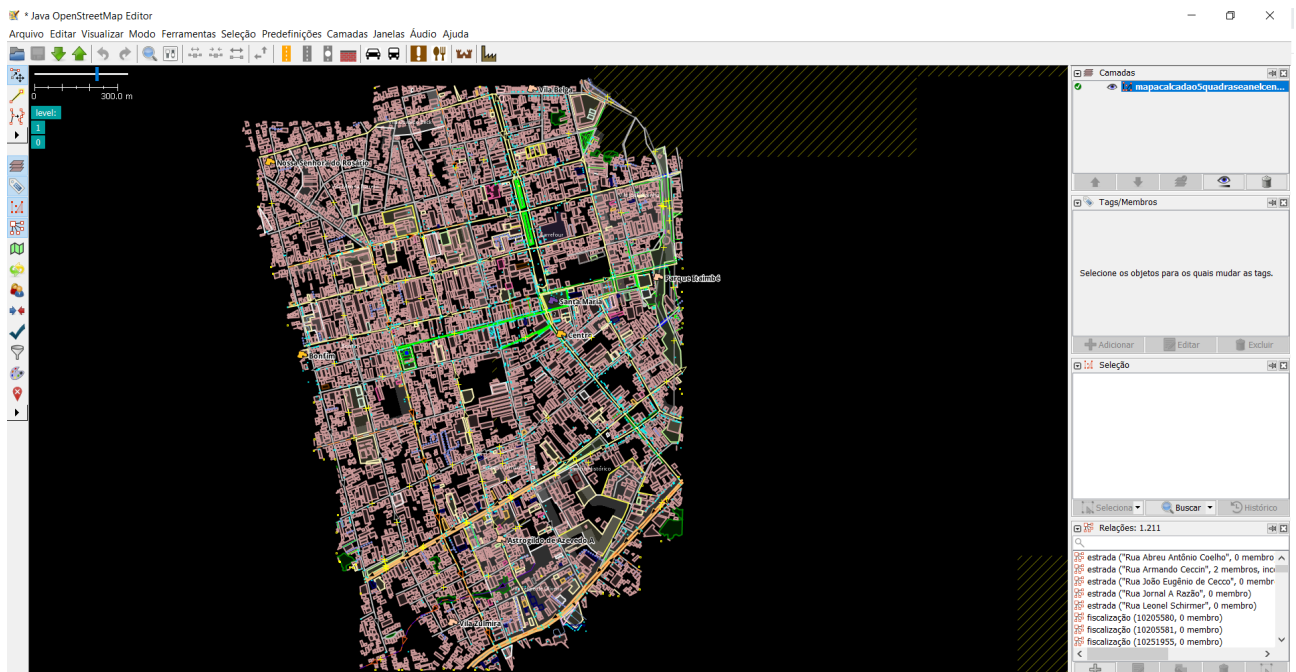 * Java OpenStreetMap Editor
Arquivo Editar Visualizar Modo Ferramentas Seleção Predefinições Camadas Janelas Áudio Ajuda
0 300.0 m
level:
1
0
Vila Belga
Nossa Senhora do Rosário
Carrefour
Parque Itaimbé
Santa Maria
Centro
Bonfim
Astrogildo de Azevedo A
Vila Zulmira
Camadas
mapacalcadao5quadraseanelcen...
Tags/Membros
Selecione os objetos para os quais mudar as tags.
Adicionar Editar Excluir
Seleção
Seleciona Buscar Histórico
Relações: 1.211
estrada ("Rua Abreu Antônio Coelho", 0 membro
estrada ("Rua Armando Ceccin", 2 membros, inco
estrada ("Rua João Eugênio de Cecco", 0 membr
estrada ("Rua Jornal A Razão", 0 membro)
estrada ("Rua Leonel Schirmer", 0 membro)
fiscalização (10205580, 0 membro)
fiscalização (10205581, 0 membro)
fiscalização (10251955, 0 membro)